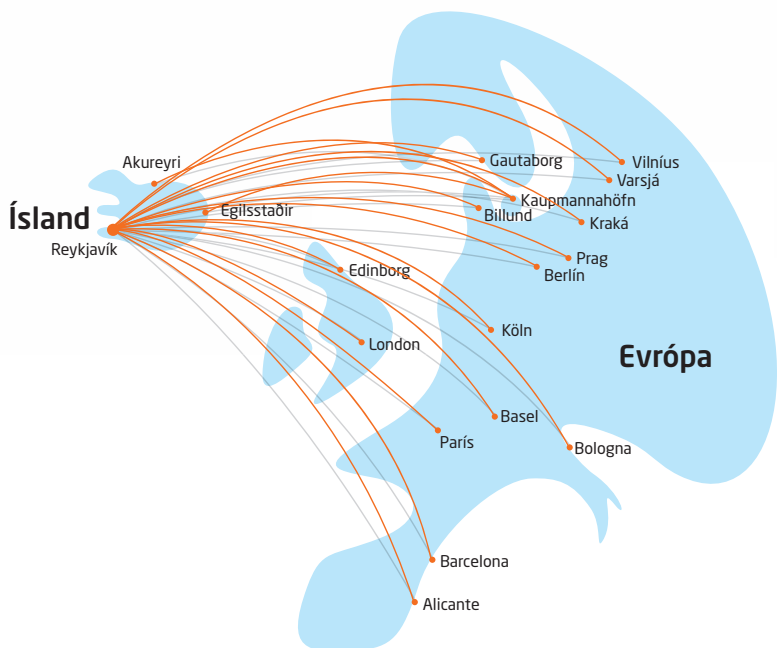 Akureyri
Gautaborg
Vilníus
Varsjá
Kaupmannahöfn
Egilsstaðir
Billund
Ísland
Kraká
Reykjavík
Prag
Edinborg
Berlín
Köln
London
Evrópa
Basel
París
Bologna
Barcelona
Alicante